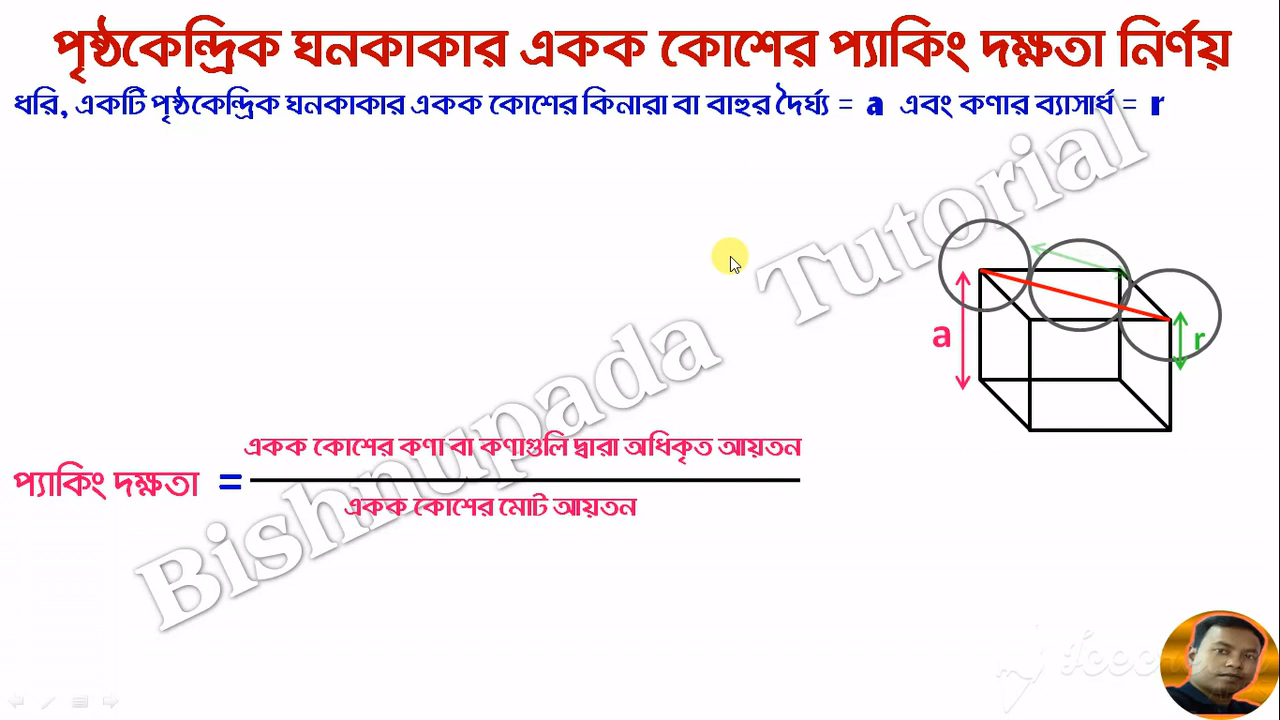 পৃষ্ঠকেন্দ্রিক ঘনকাকার একক কোশের প্যাকিং দক্ষতা নির্ণয়
ধরি, একটি পৃষ্ঠকেন্দ্রিক ঘনকাকার একক কোশের কিনারা বা বাহুর দৈর্ঘ্য = a এবং কণার ব্যাসার্ধ = r
a
r
একক কোশের কণা বা কণাগুলি দ্বারা অধিকৃত আয়তন
প্যাকিং দক্ষতা =
একক কোশের মোট আয়তন
Bishnupada Tutorial